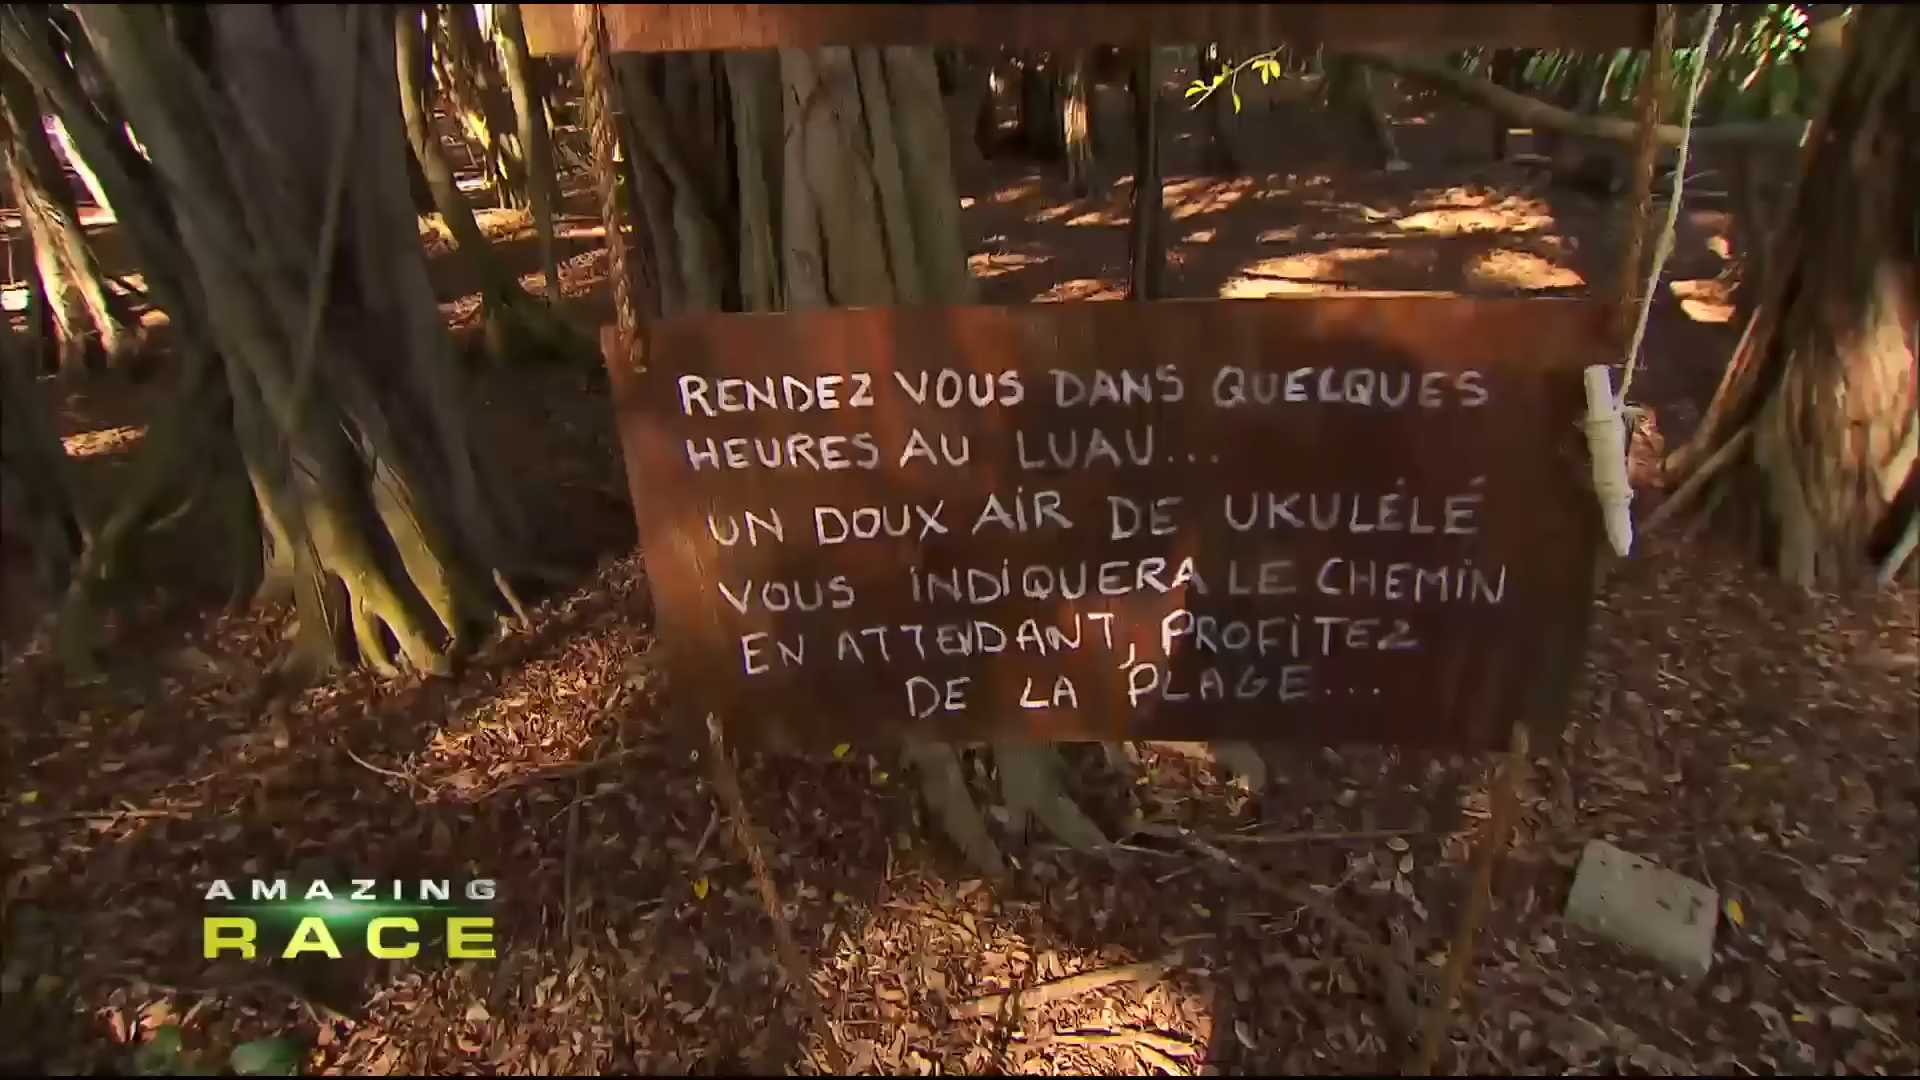 RENDEZ VOUS DANS QUELQUES
HEURES AU LUAU...
UN DOUX AIR DE UKULÉLÉ
VOUS INDIQUERA LE CHEMIN
EN ATTENDANT, PROFITEZ
DE LA PLAGE...
AMAZING
RACE